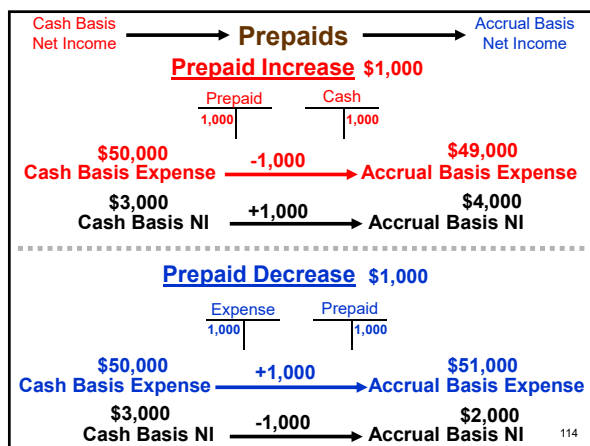 Cash Basis
Net Income
Prepaids
Accrual Basis
Net Income
Prepaid Increase $1,000
Prepaid
Cash
1,000
1,000
$50,000
Cash Basis Expense
-1,000
$49,000
Accrual Basis Expense
$3,000
Cash Basis NI
+1,000
$4,000
Accrual Basis NI
Prepaid Decrease $1,000
Expense
Prepaid
1,000
1,000
$50,000
Cash Basis Expense
+1,000
$51,000
Accrual Basis Expense
$3,000
Cash Basis NI
-1,000
$2,000
Accrual Basis NI
114